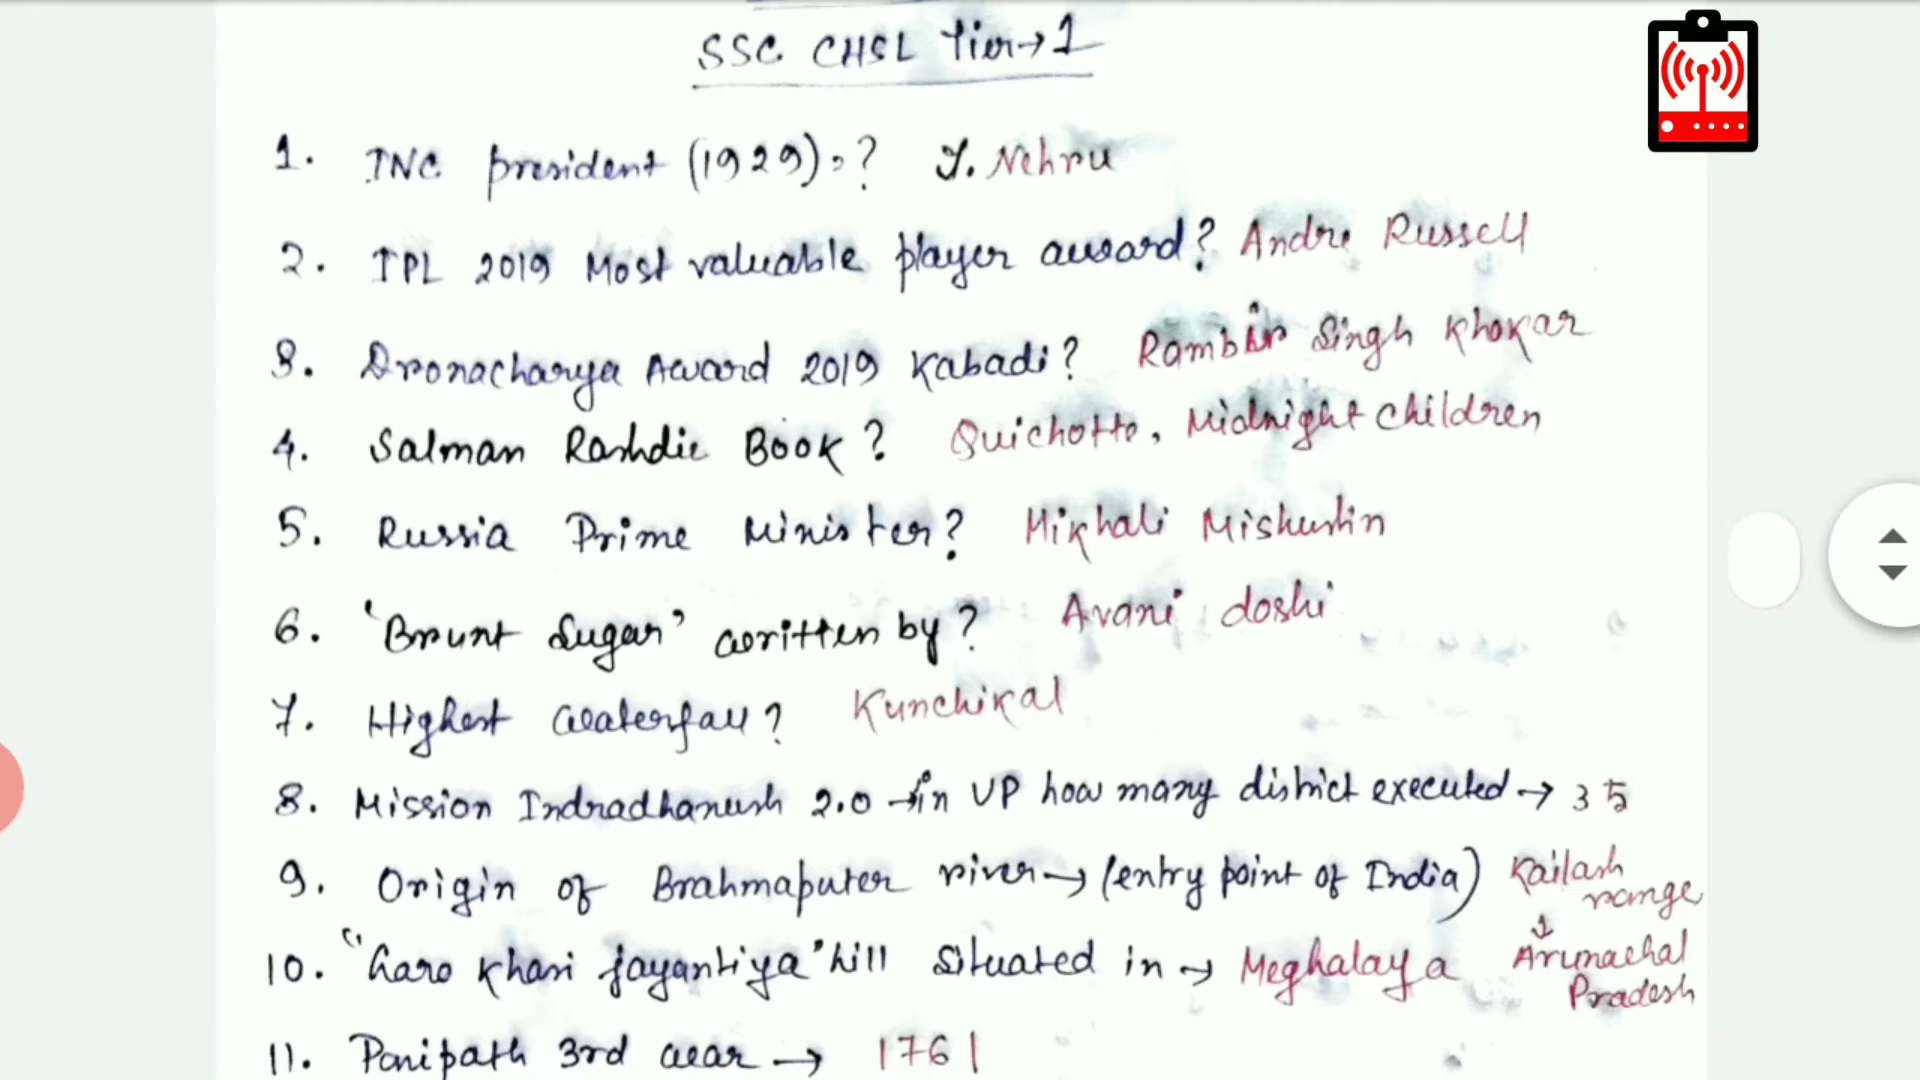 SSC CHSL Tier→1
1. INC president (1929)=? J. Nehru
2. IPL 2019 Most valuable player award? Andre Russell
3. Dronacharya Award 2019 Kabadi? Rambir Singh Khokar
4. Salman Rashdie Book? Quichotte, Midnight children
5. Russia Prime Minister? Mikhali Mishustin
6. 'Brunt Sugar' written by? Avani doshi
7. Highest waterfall? Kunchikal
8. Mission Indradhanush 2.0 → in UP how many district executed → 35
9. Origin of Brahmaputer river → (entry point of India) Kailash range
↓
10. "Garo khasi jayantiya" hill situated in → Meghalaya Arunachal Pradesh
11. Panipath 3rd war → 1761